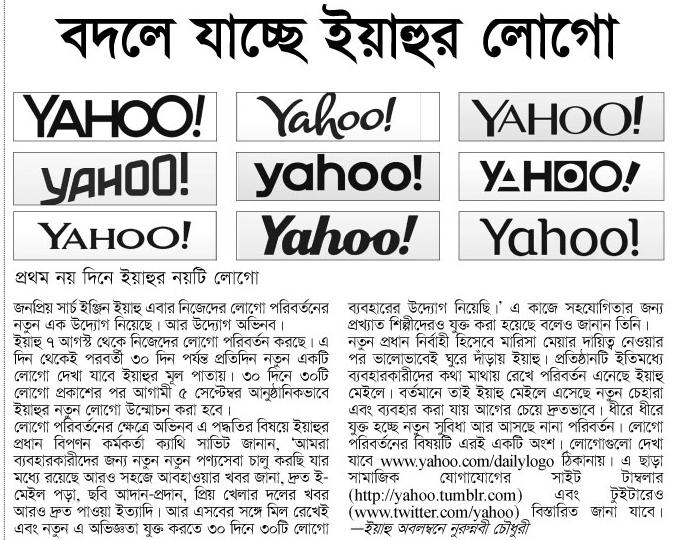 বদলে যাচ্ছে ইয়াহুর লোগো
YAHOO!
Yahoo!
YAHOO!
yAHOO!
yahoo!
YAHOO!
YAHOO!
Yahoo!
Yahoo!
প্রথম নয় দিনে ইয়াহুর নয়টি লোগো
জনপ্রিয় সার্চ ইঞ্জিন ইয়াহু এবার নিজেদের লোগো পরিবর্তনের
নতুন এক উদ্যোগ নিয়েছে। আর উদ্যোগ অভিনব।
ইয়াহু ৭ আগস্ট থেকে নিজেদের লোগো পরিবর্তন করছে। এ
দিন থেকেই পরবর্তী ৩০ দিন পর্যন্ত প্রতিদিন নতুন একটি
লোগো দেখা যাবে ইয়াহুর মূল পাতায়। ৩০ দিনে ৩০টি
লোগো প্রকাশের পর আগামী ৫ সেপ্টেম্বর আনুষ্ঠানিকভাবে
ইয়াহুর নতুন লোগো উন্মোচন করা হবে।
লোগো পরিবর্তনের ক্ষেত্রে অভিনব এ পদ্ধতির বিষয়ে ইয়াহুর
প্রধান বিপণন কর্মকর্তা ক্যাথি সাভিট জানান, ‘আমরা
ব্যবহারকারীদের জন্য নতুন নতুন পণ্যসেবা চালু করছি যার
মধ্যে রয়েছে আরও সহজে আবহাওয়ার খবর জানা, দ্রুত ই-
মেইল পড়া, ছবি আদান-প্রদান, প্রিয় খেলার দলের খবর
আরও দ্রুত পাওয়া ইত্যাদি। আর এসবের সঙ্গে মিল রেখেই
এবং নতুন এ অভিজ্ঞতা যুক্ত করতে ৩০ দিনে ৩০টি লোগো
ব্যবহারের উদ্যোগ নিয়েছি।’ এ কাজে সহযোগিতার জন্য
প্রখ্যাত শিল্পীদেরও যুক্ত করা হয়েছে বলেও জানান তিনি।
নতুন প্রধান নির্বাহী হিসেবে মারিসা মেয়ার দায়িত্ব নেওয়ার
পর ভালোভাবেই ঘুরে দাঁড়ায় ইয়াহু। প্রতিষ্ঠানটি ইতিমধ্যে
ব্যবহারকারীদের কথা মাথায় রেখে পরিবর্তন এনেছে ইয়াহু
মেইলে। বর্তমানে তাই ইয়াহু মেইলে এসেছে নতুন চেহারা
এবং ব্যবহার করা যায় আগের চেয়ে দ্রুতভাবে। ধীরে ধীরে
যুক্ত হচ্ছে নতুন সুবিধা আর আসছে নানা পরিবর্তন। লোগো
পরিবর্তনের বিষয়টি এরই একটি অংশ। লোগোগুলো দেখা
যাবে www.yahoo.com/dailylogo ঠিকানায়। এ ছাড়া
সামাজিক যোগাযোগের সাইট টাম্বলার
(http://yahoo.tumblr.com) এবং টুইটারেও
(www.twitter.com/yahoo) বিস্তারিত জানা যাবে।
—ইয়াহু অবলম্বনে নুরুন্নবী চৌধুরী